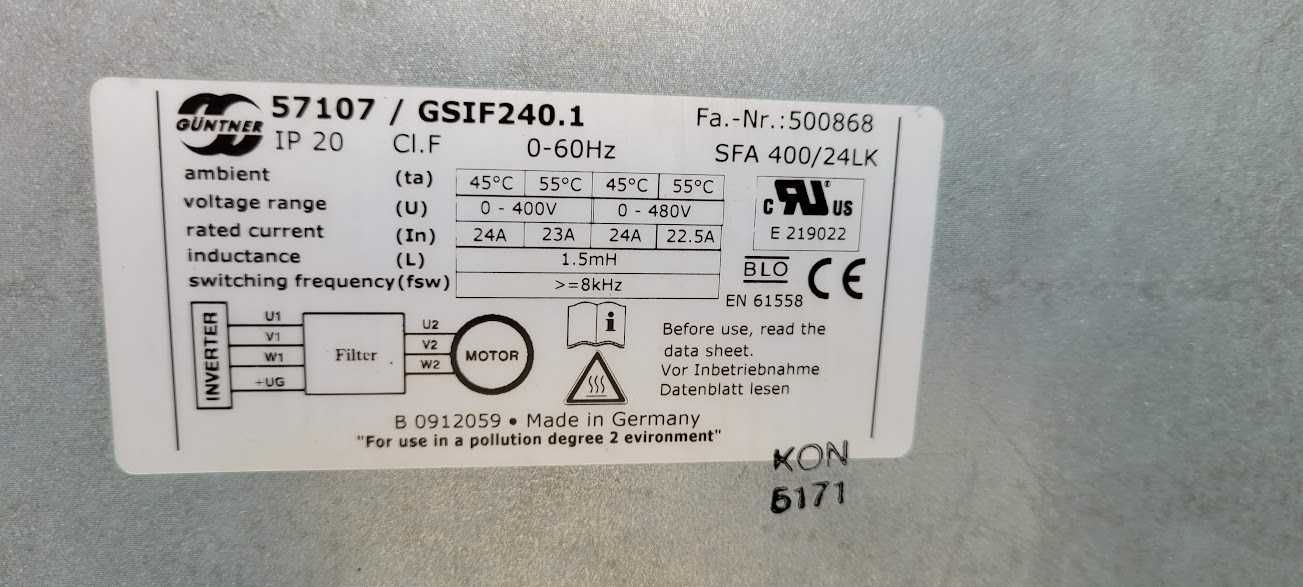 GÜNTNER 57107 / GSIF240.1 Fa.-Nr.:500868
IP 20 Cl.F 0-60Hz SFA 400/24LK
ambient (ta) 45°C 55°C 45°C 55°C
voltage range (U) 0 - 400V 0 - 480V
rated current (In) 24A 23A 24A 22.5A
inductance (L) 1.5mH
switching frequency(fsw) >=8kHz
C RU ® US
E 219022
BLO CE
EN 61558
INVERTER
U1
V1
W1
+UG
Filter
U2
V2
W2
MOTOR
i
Before use, read the
data sheet.
Vor Inbetriebnahme
Datenblatt lesen
B 0912059 • Made in Germany
"For use in a pollution degree 2 evironment"
KON
5171